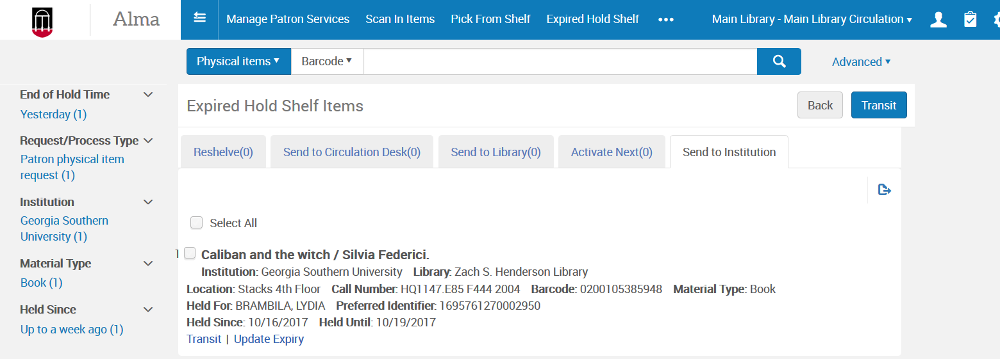 Alma
Manage Patron Services Scan In Items Pick From Shelf Expired Hold Shelf ••• Main Library - Main Library Circulation
Physical items Barcode Advanced
End of Hold Time
Yesterday (1)
Request/Process Type
Patron physical item
request (1)
Institution
Georgia Southern
University (1)
Material Type
Book (1)
Held Since
Up to a week ago (1)
Expired Hold Shelf Items Back Transit
Reshelve(0) Send to Circulation Desk(0) Send to Library(0) Activate Next(0) Send to Institution
Select All
1 Caliban and the witch / Silvia Federici.
Institution: Georgia Southern University Library: Zach S. Henderson Library
Location: Stacks 4th Floor Call Number: HQ1147.E85 F444 2004 Barcode: 0200105385948 Material Type: Book
Held For: BRAMBILA, LYDIA Preferred Identifier: 1695761270002950
Held Since: 10/16/2017 Held Until: 10/19/2017
Transit | Update Expiry